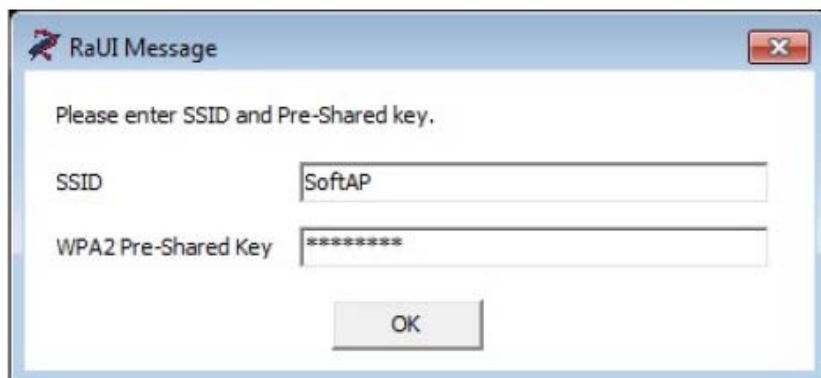 RaUI Message
Please enter SSID and Pre-Shared key.
SSID SoftAP
WPA2 Pre-Shared Key ********
OK